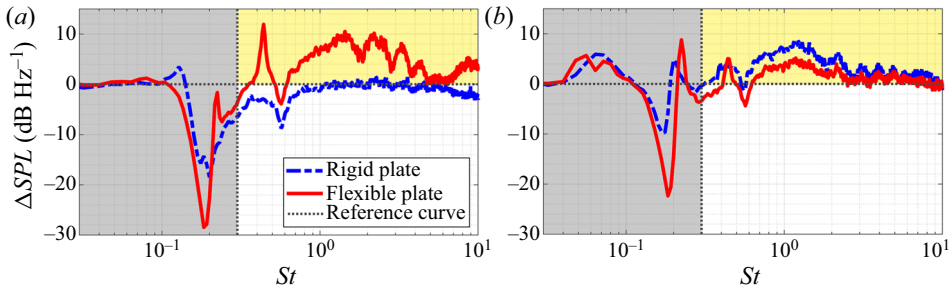 (a)
(b)
ΔSPL (dB Hz⁻¹)
10
0
−10
−20
−30
10⁻¹
10⁰
10¹
St
Rigid plate
Flexible plate
Reference curve
10
0
−10
−20
−30
10⁻¹
10⁰
10¹
St